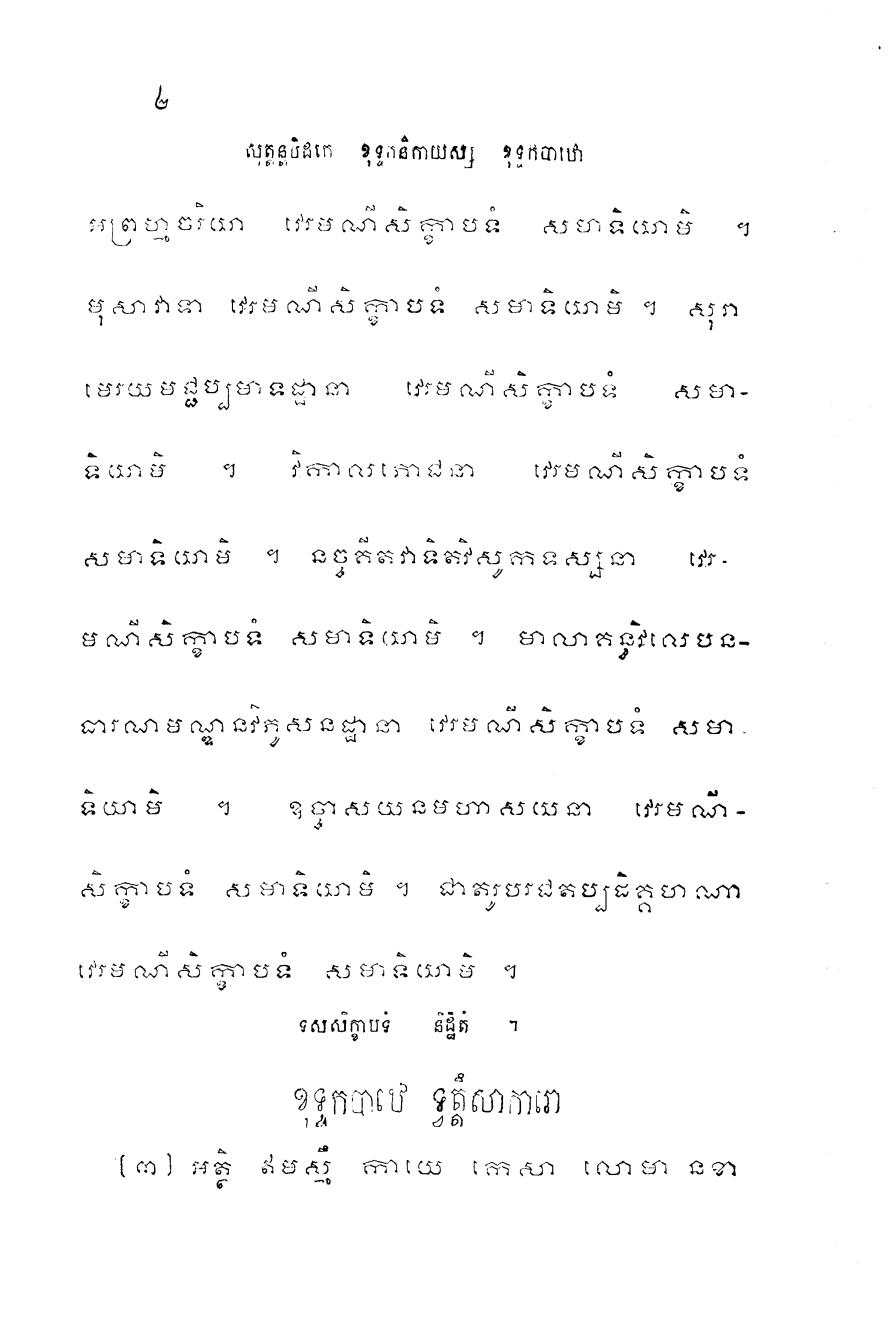 ២
សុត្តន្តបិដកេ ខុទ្ទកនិកាយស្ស ខុទ្ទកបាឋោ
អព្រហ្មចរិយា វេរមណីសិក្ខាបទំ សមាទិយាមិ ។
មុសាវាទា វេរមណីសិក្ខាបទំ សមាទិយាមិ ។ សុរា
មេរយមជ្ជប្បមាទដ្ឋានា វេរមណីសិក្ខាបទំ សមា-
ទិយាមិ ។ វិកាលភោជនា វេរមណីសិក្ខាបទំ
សមាទិយាមិ ។ នច្ចគីតវាទិតវិសូកទស្សនា វេរ-
មណីសិក្ខាបទំ សមាទិយាមិ ។ មាលាគន្ធវិលេបន-
ធារណមណ្ឌនវិភូសនដ្ឋានា វេរមណីសិក្ខាបទំ សមា-
ទិយាមិ ។ ឧច្ចាសយនមហាសយនា វេរមណី-
សិក្ខាបទំ សមាទិយាមិ ។ ជាតរូបរជតប្បដិគ្គហណា
វេរមណីសិក្ខាបទំ សមាទិយាមិ ។
ទសសិក្ខាបទំ និដ្ឋិតំ ។
ខុទ្ទកបាឋេ ទ្វត្តឹសាការោ
[៣] អត្ថិ ឥមស្មឹ កាយេ កេសា លោមា នខា